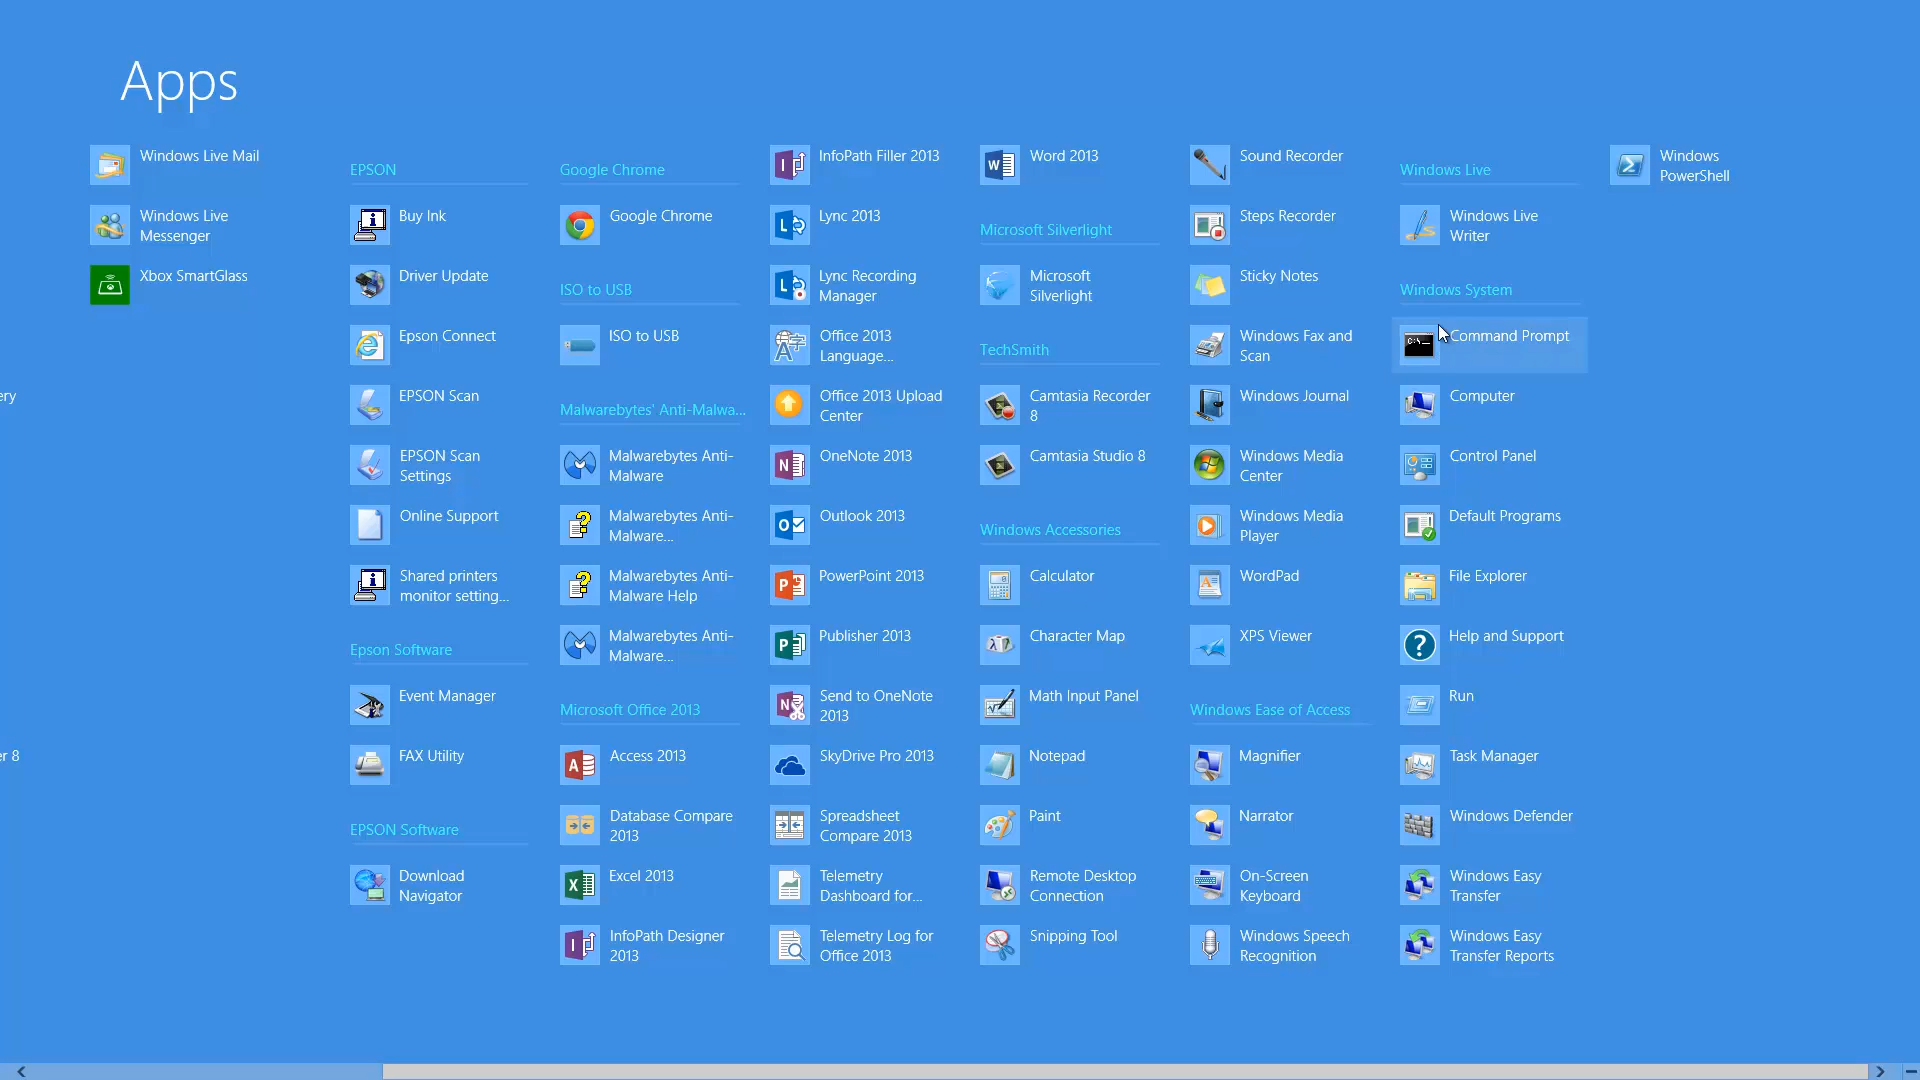 Apps
Windows Live Mail
Windows Live
Messenger
Xbox SmartGlass
ery
er 8
EPSON
Buy Ink
Driver Update
Epson Connect
EPSON Scan
EPSON Scan
Settings
Online Support
Shared printers
monitor setting...
Epson Software
Event Manager
FAX Utility
EPSON Software
Download
Navigator
Google Chrome
Google Chrome
ISO to USB
ISO to USB
Malwarebytes' Anti-Malwa...
Malwarebytes Anti-
Malware
Malwarebytes Anti-
Malware...
Malwarebytes Anti-
Malware Help
Malwarebytes Anti-
Malware...
Microsoft Office 2013
Access 2013
Database Compare
2013
Excel 2013
InfoPath Designer
2013
InfoPath Filler 2013
Lync 2013
Lync Recording
Manager
Office 2013
Language...
Office 2013 Upload
Center
OneNote 2013
Outlook 2013
PowerPoint 2013
Publisher 2013
Send to OneNote
2013
SkyDrive Pro 2013
Spreadsheet
Compare 2013
Telemetry
Dashboard for...
Telemetry Log for
Office 2013
Word 2013
Microsoft Silverlight
Microsoft
Silverlight
TechSmith
Camtasia Recorder
8
Camtasia Studio 8
Windows Accessories
Calculator
Character Map
Math Input Panel
Notepad
Paint
Remote Desktop
Connection
Snipping Tool
Sound Recorder
Steps Recorder
Sticky Notes
Windows Fax and
Scan
Windows Journal
Windows Media
Center
Windows Media
Player
WordPad
XPS Viewer
Windows Ease of Access
Magnifier
Narrator
On-Screen
Keyboard
Windows Speech
Recognition
Windows Live
Windows Live
Writer
Windows System
Command Prompt
Computer
Control Panel
Default Programs
File Explorer
Help and Support
Run
Task Manager
Windows Defender
Windows Easy
Transfer
Windows Easy
Transfer Reports
Windows
PowerShell